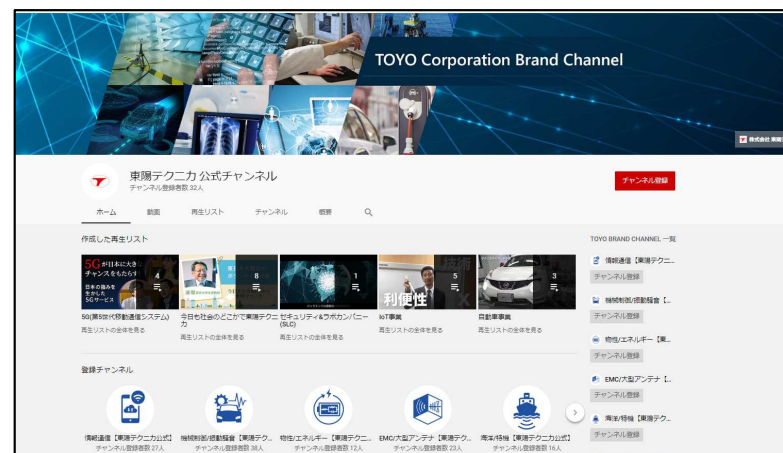 TOYO Corporation Brand Channel
東陽テクニカ 公式チャンネル
チャンネル登録者数 32人
チャンネル登録
ホーム 動画 再生リスト チャンネル 概要
作成した再生リスト
TOYO BRAND CHANNEL 一覧
5Gが日本に大き
チャンスをもたらす
日本の強みを
生かした
5Gサービス
4
8
1
技術
利便性
5
3
5G(第5世代移動通信システム)
再生リストの全体を見る
今日も社会のどこかで東陽テクニ
カ
再生リストの全体を見る
セキュリティ&ラボカンパニー
(SLC)
再生リストの全体を見る
IoT事業
再生リストの全体を見る
自動車事業
再生リストの全体を見る
情報通信【東陽テクニ...
チャンネル登録
機械制御/振動騒音【...
チャンネル登録
物性/エネルギー【東...
チャンネル登録
EMC/大型アンテナ【...
チャンネル登録
海洋/特機【東陽テク...
チャンネル登録
登録チャンネル
情報通信【東陽テクニカ公式】
チャンネル登録者数 27人
機械制御/振動騒音【東陽テク...
チャンネル登録者数 38人
物性/エネルギー【東陽テクニ...
チャンネル登録者数 12人
EMC/大型アンテナ【東陽テク...
チャンネル登録者数 23人
海洋/特機【東陽テクニカ公式】
チャンネル登録者数 16人